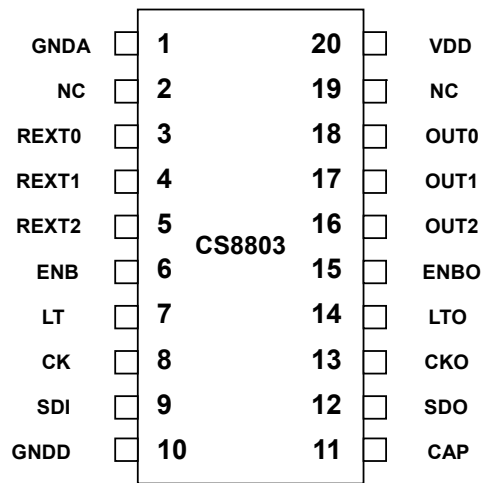 GNDA 1 20 VDD
NC 2 19 NC
REXT0 3 18 OUT0
REXT1 4 17 OUT1
REXT2 5 16 OUT2
CS8803
ENB 6 15 ENBO
LT 7 14 LTO
CK 8 13 CKO
SDI 9 12 SDO
GNDD 10 11 CAP